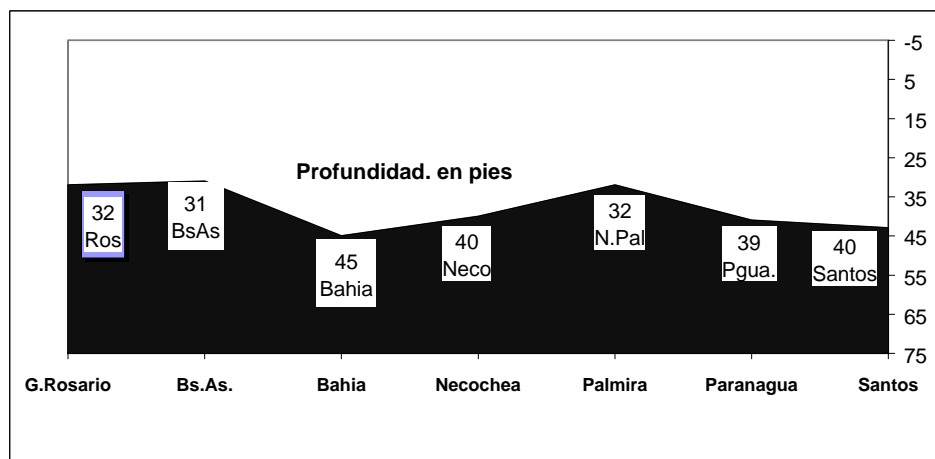 -5
5
15
25
35
45
55
65
75
Profundidad. en pies
32
Ros
31
BsAs
45
Bahia
40
Neco
32
N.Pal
39
Pgua.
40
Santos
G.Rosario
Bs.As.
Bahia
Necochea
Palmira
Paranagua
Santos